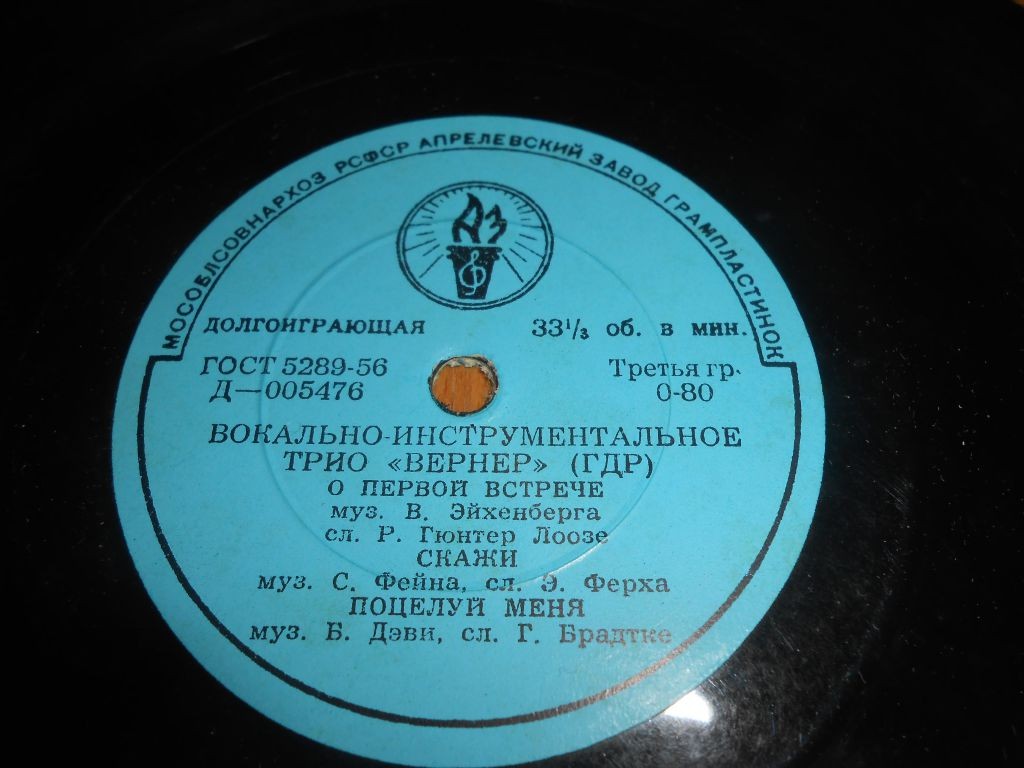 МОСОБЛСОВНАРХОЗ РСФСР АПРЕЛЕВСКИЙ ЗАВОД ГРАМПЛАСТИНОК
АЗ
ДОЛГОИГРАЮЩАЯ 33⅓ об. в мин.
ГОСТ 5289-56 Третья гр.
Д—005476 0-80
ВОКАЛЬНО-ИНСТРУМЕНТАЛЬНОЕ
ТРИО «ВЕРНЕР» (ГДР)
О ПЕРВОЙ ВСТРЕЧЕ
муз. В. Эйхенберга
сл. Р. Гюнтер Лоозе
СКАЖИ
муз. С. Фейна, сл. Э. Ферха
ПОЦЕЛУЙ МЕНЯ
муз. Б. Дэви, сл. Г. Брадтке